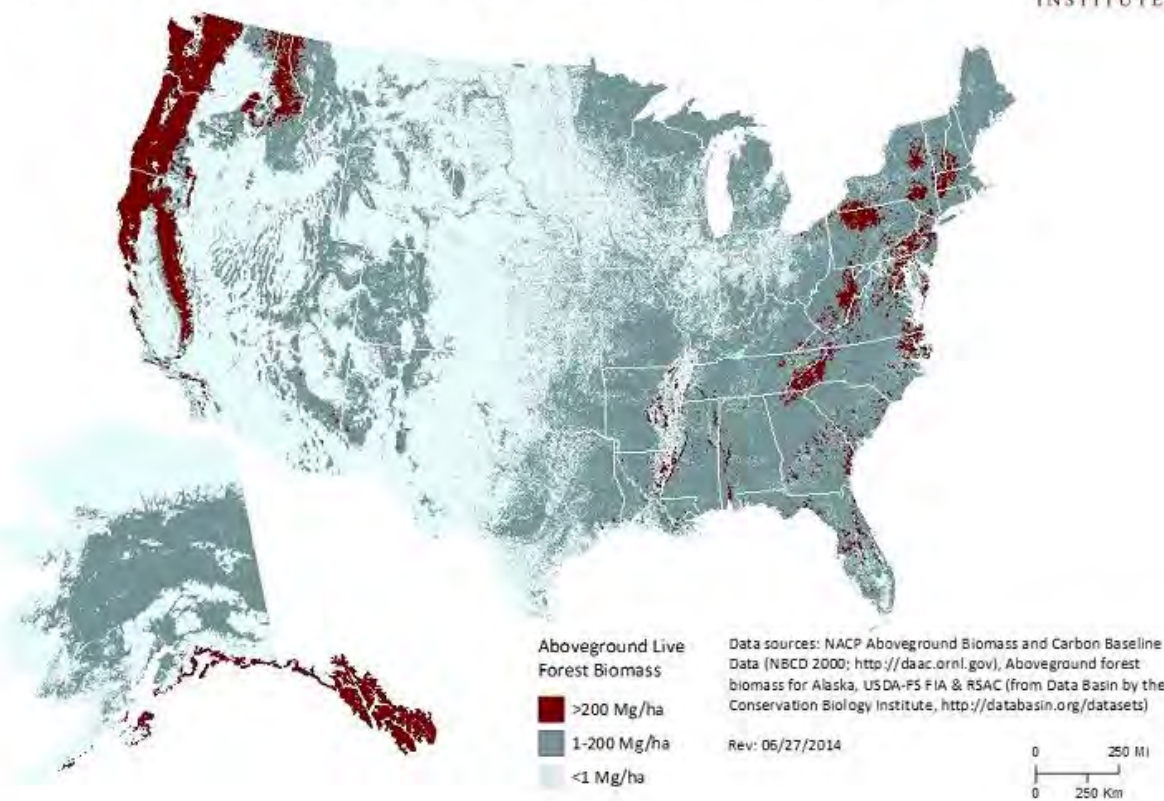 INSTITUTE
Aboveground Live
Forest Biomass
>200 Mg/ha
1-200 Mg/ha
<1 Mg/ha
Data sources: NACP Aboveground Biomass and Carbon Baseline
Data (NBCD 2000; http://daac.ornl.gov), Aboveground forest
biomass for Alaska, USDA-FS FIA & RSAC (from Data Basin by the
Conservation Biology Institute, http://databasin.org/datasets)
Rev: 06/27/2014
0 250 Mi
0 250 Km